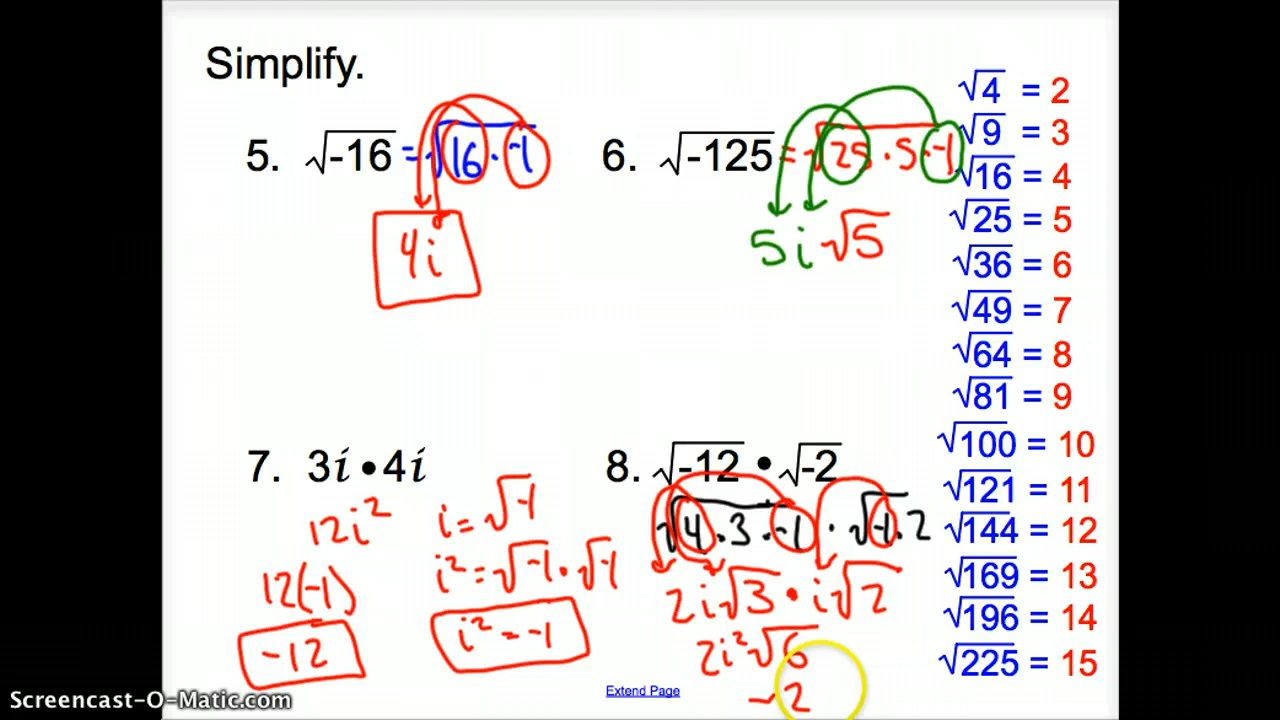 Simplify.
5. √-16 = √16 · -1
4i
6. √-125 = √25 · 5 · -1
5i√5
7. 3i • 4i
12i²
12(-1)
-12
i = √-1
i² = √-1 · √-1
i² = -1
8. √-12 • √-2
√4 · 3 · -1 · √-1 · 2
2i√3 · i√2
2i²√6
-2
√4 = 2
√9 = 3
√16 = 4
√25 = 5
√36 = 6
√49 = 7
√64 = 8
√81 = 9
√100 = 10
√121 = 11
√144 = 12
√169 = 13
√196 = 14
√225 = 15
Extend Page
Screencast-O-Matic.com